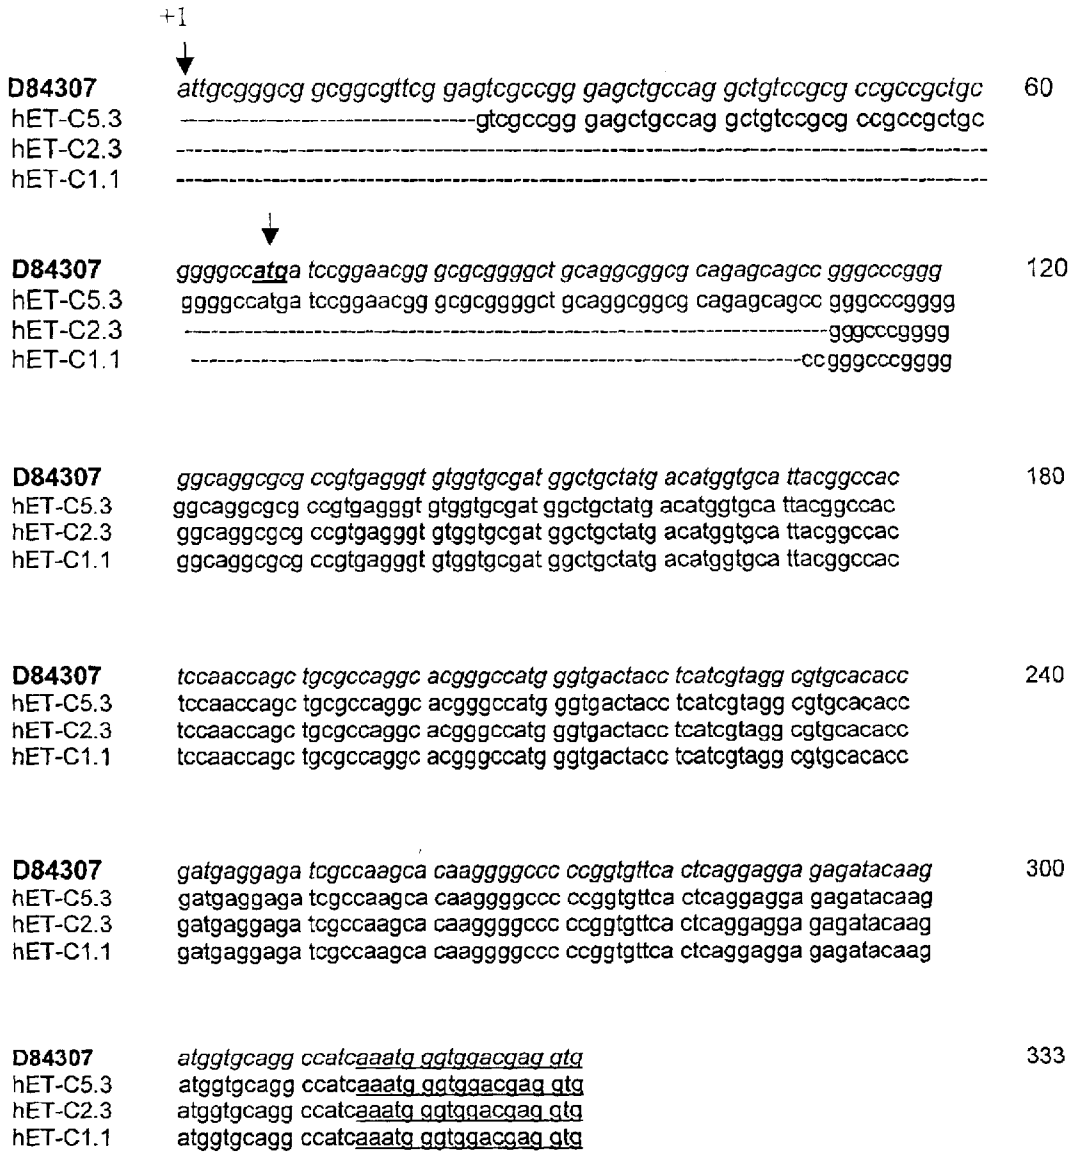 +1
D84307 attgcgggcg gcggcgttcg gagtcgccgg gagctgccag gctgtccgcg ccgccgctgc 60
hET-C5.3 ----------------------gtcgccggg gagctgccag gctgtccgcg ccgccgctgc
hET-C2.3 ------------------------------------------------------------
hET-C1.1 ------------------------------------------------------------
D84307 ggggccatga tccggaacgg gcgcggggct gcaggcggcg cagagcagcc gggcccggg 120
hET-C5.3 ggggccatga tccggaacggg gcgcggggct gcaggcggcg cagagcagcc gggcccgggg
hET-C2.3 --------------------------------------------------gggcccgggg
hET-C1.1 ------------------------------------------------ccgggcccgggg
D84307 ggcaggcgcg ccgtgagggt gtggtgcgat ggctgctatg acatggtgca ttacggccac 180
hET-C5.3 ggcaggcgcg ccgtgagggt gtggtgcgat ggctgctatg acatggtgca ttacggccac
hET-C2.3 ggcaggcgcg ccgtgagggt gtggtgcgat ggctgctatg acatggtgca ttacggccac
hET-C1.1 ggcaggcgcg ccgtgagggt gtggtgcgat ggctgctatg acatggtgca ttacggccac
D84307 tccaaccagc tgcgccaggc acgggccatg ggtgactacc tcatcgtagg cgtgcacacc 240
hET-C5.3 tccaaccagc tgcgccaggc acgggccatg ggtgactacc tcatcgtagg cgtgcacacc
hET-C2.3 tccaaccagc tgcgccaggc acgggccatg ggtgactacc tcatcgtagg cgtgcacacc
hET-C1.1 tccaaccagc tgcgccaggc acgggccatg ggtgactacc tcatcgtagg cgtgcacacc
D84307 gatgaggaga tcgccaagca caaggggccc ccggtgttca ctcaggagga gagatacaag 300
hET-C5.3 gatgaggaga tcgccaagca caaggggccc ccggtgttca ctcaggagga gagatacaag
hET-C2.3 gatgaggaga tcgccaagca caaggggccc ccggtgttca ctcaggagga gagatacaag
hET-C1.1 gatgaggaga tcgccaagca caaggggccc ccggtgttca ctcaggagga gagatacaag
D84307 atggtgcagg ccatcaaatg ggtggacgag gtg 333
hET-C5.3 atggtgcagg ccatcaaatg ggtggacgag gtg
hET-C2.3 atggtgcagg ccatcaaatg ggtggacgag gtg
hET-C1.1 atggtgcagg ccatcaaatg ggtggacgag gtg